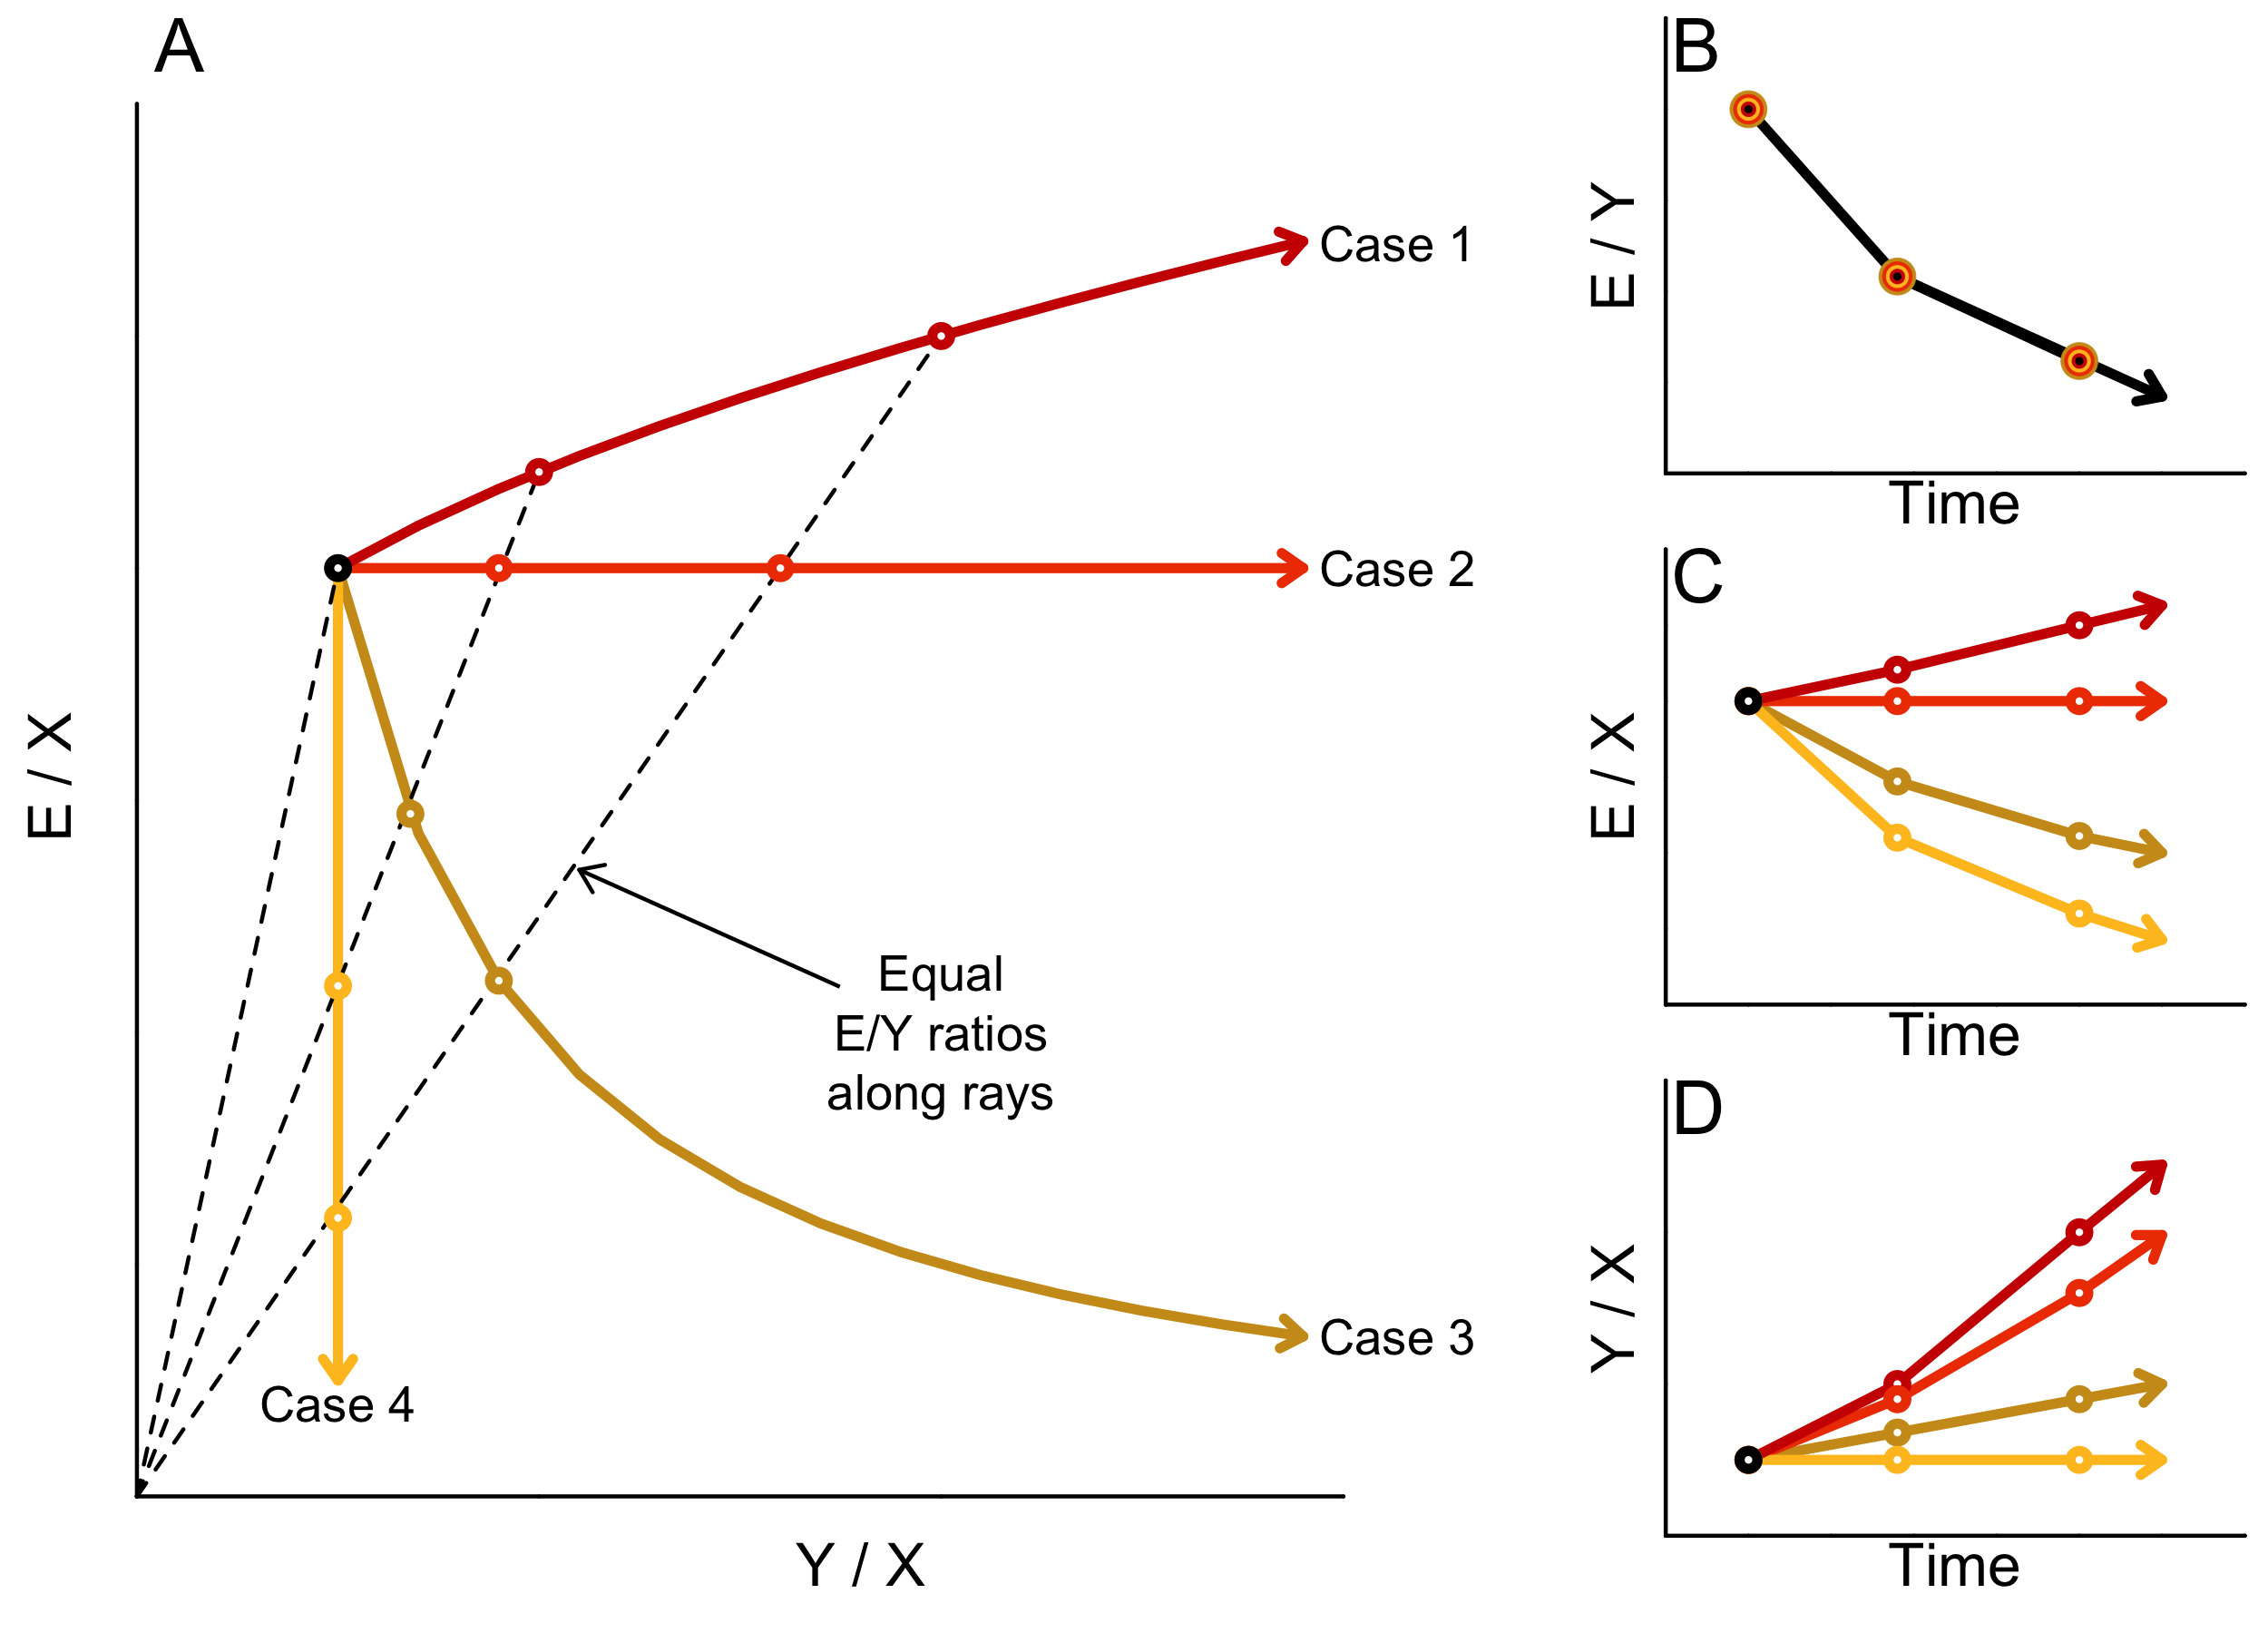 A
E / X
Y / X
Case 1
Case 2
Case 3
Case 4
Equal
E/Y ratios
along rays
B
E / Y
Time
C
E / X
Time
D
Y / X
Time